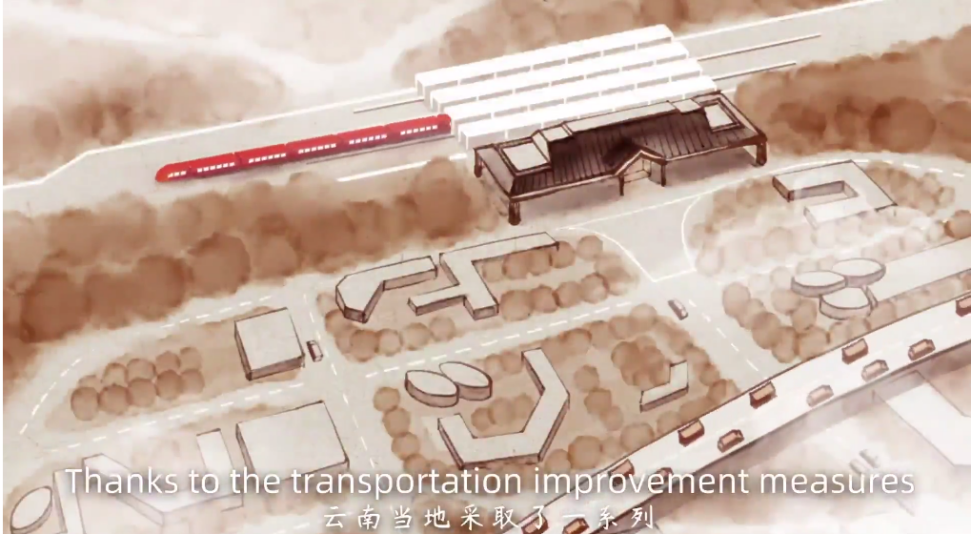 Thanks to the transportation improvement measures
云南当地采取了一系列